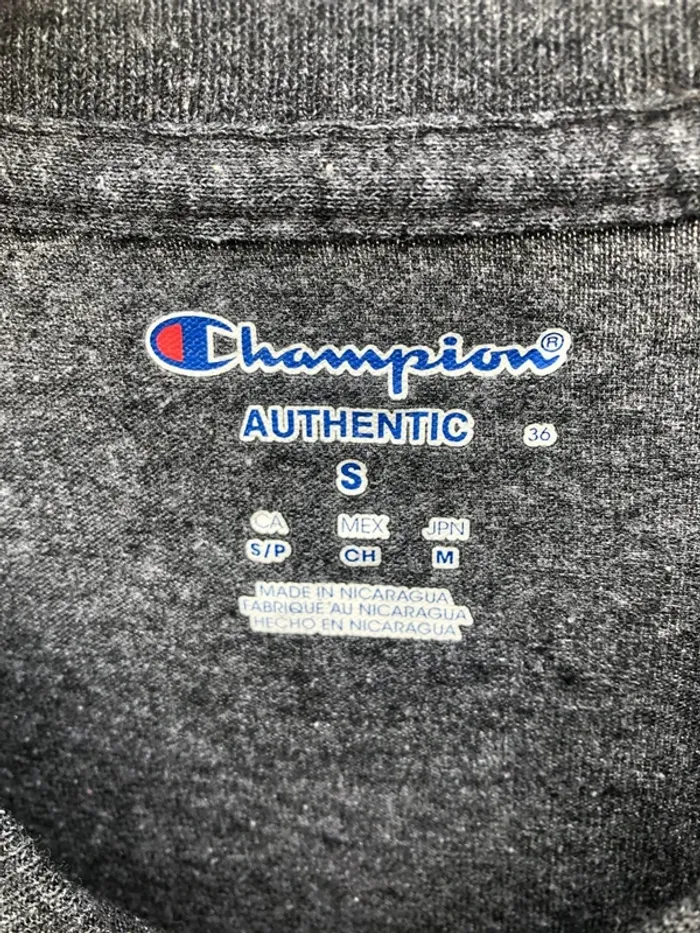 Champion®
AUTHENTIC 36
S
CA MEX JPN
S/P CH M
MADE IN NICARAGUA
FABRIQUE AU NICARAGUA
HECHO EN NICARAGUA